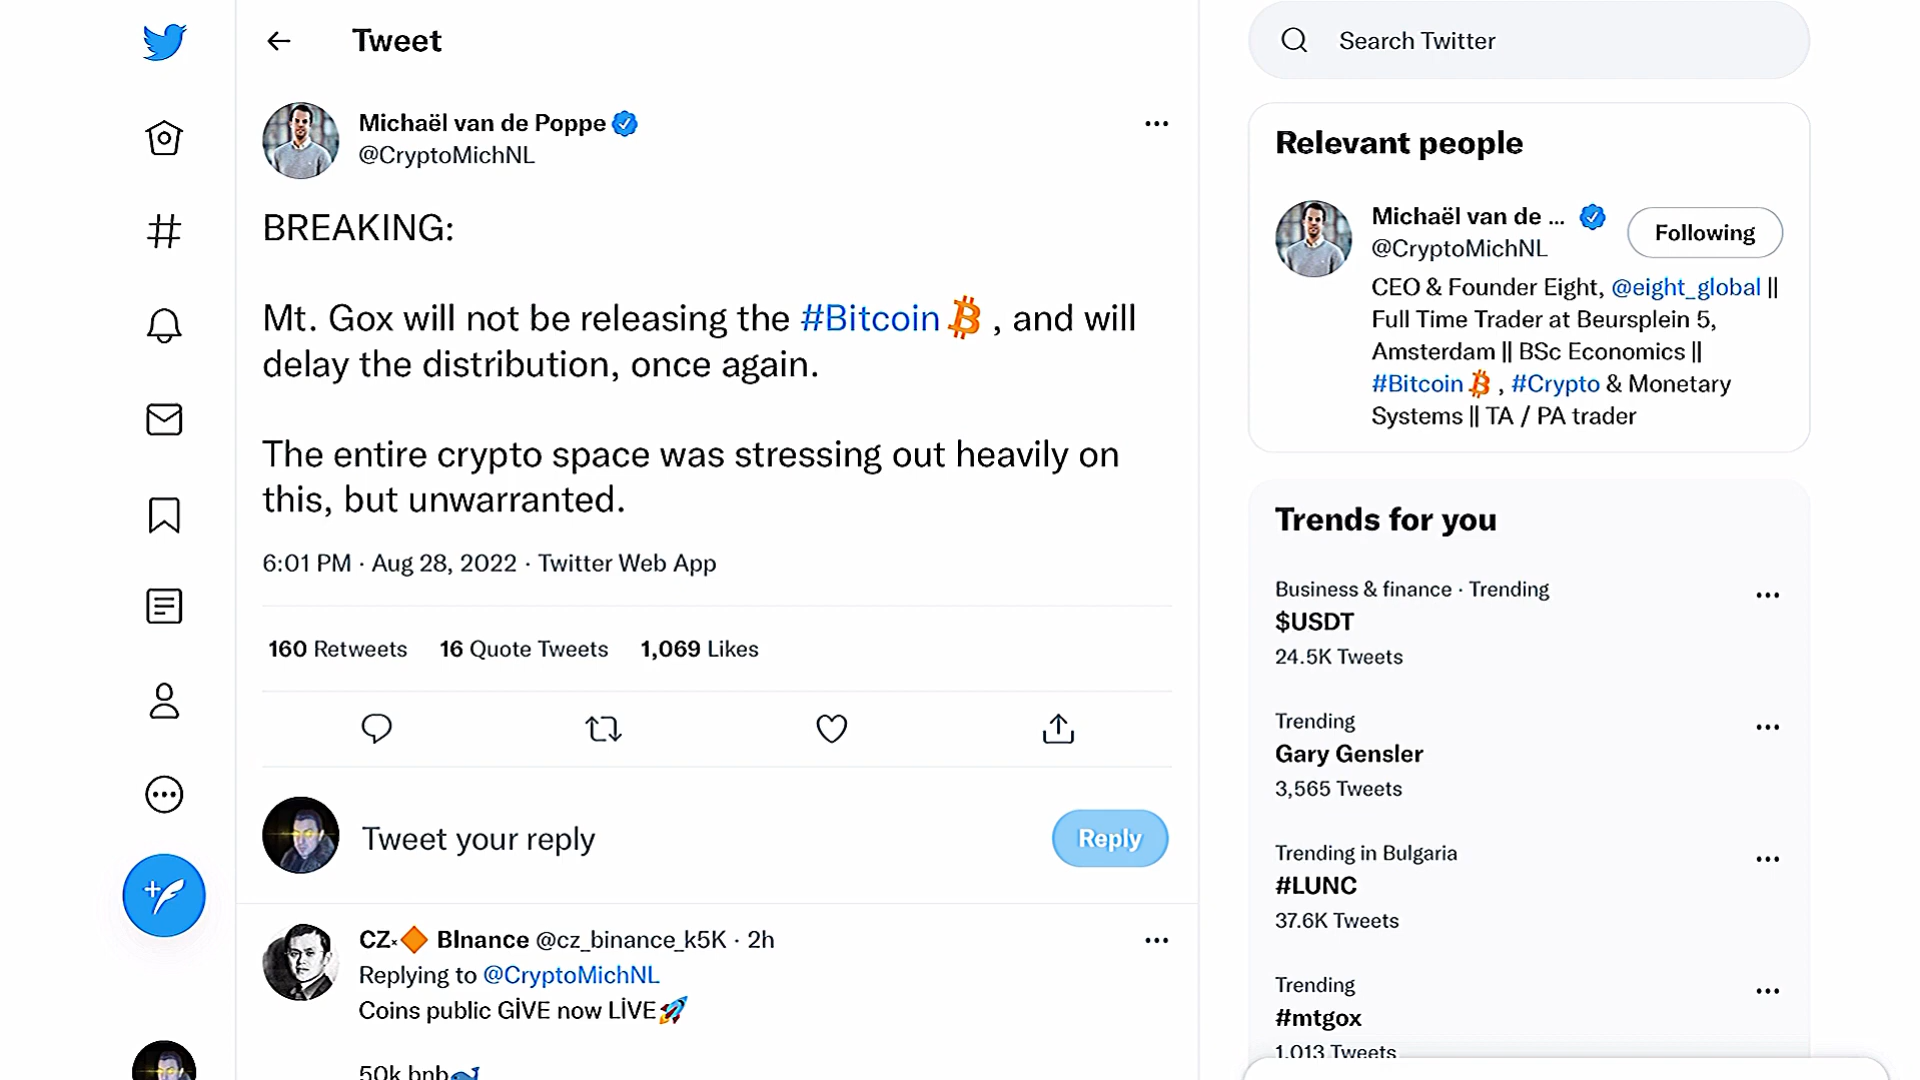 Tweet
Michaël van de Poppe
@CryptoMichNL
BREAKING:
Mt. Gox will not be releasing the #Bitcoin , and will
delay the distribution, once again.
The entire crypto space was stressing out heavily on
this, but unwarranted.
6:01 PM · Aug 28, 2022 · Twitter Web App
160 Retweets 16 Quote Tweets 1,069 Likes
Tweet your reply
Reply
CZ BInance @cz_binance_k5K · 2h
Replying to @CryptoMichNL
Coins public GİVE now LİVE🚀
50k bnb🐳
Search Twitter
Relevant people
Michaël van de ...
@CryptoMichNL
Following
CEO & Founder Eight, @eight_global ||
Full Time Trader at Beursplein 5,
Amsterdam || BSc Economics ||
#Bitcoin , #Crypto & Monetary
Systems || TA / PA trader
Trends for you
Business & finance · Trending
$USDT
24.5K Tweets
Trending
Gary Gensler
3,565 Tweets
Trending in Bulgaria
#LUNC
37.6K Tweets
Trending
#mtgox
1,013 Tweets